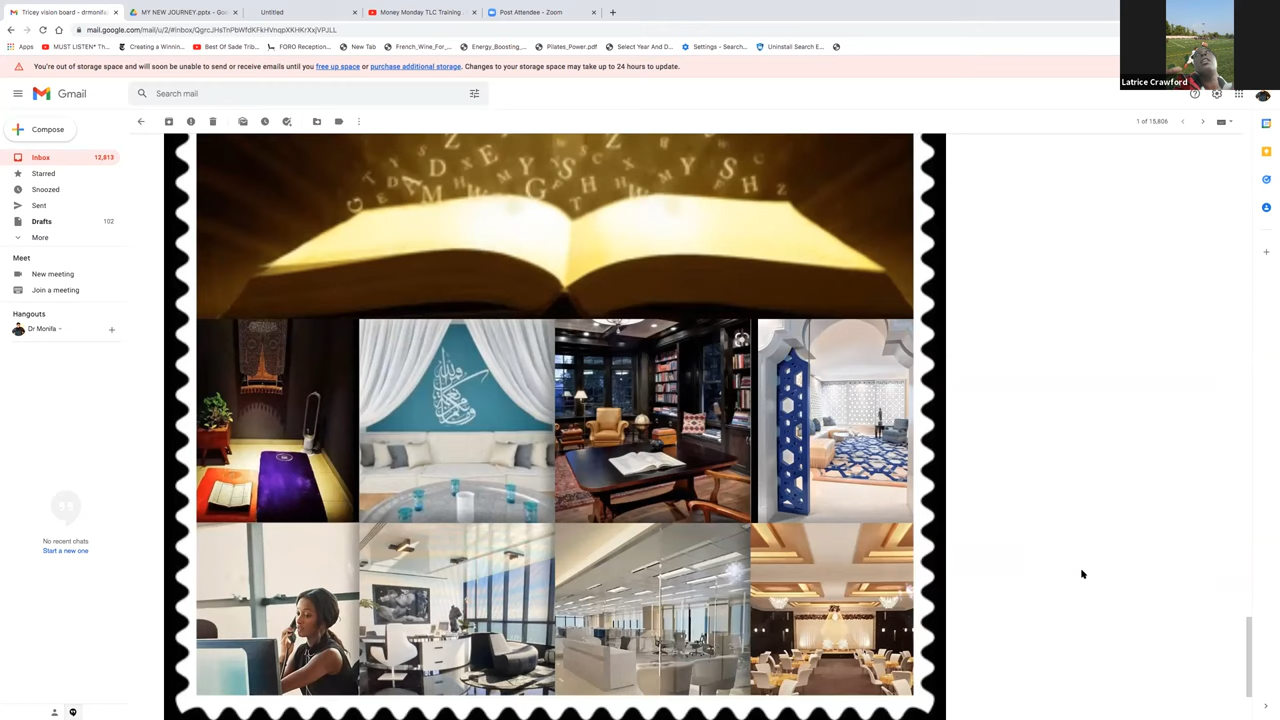 Tricey vision board - drmonifa
MY NEW JOURNEY.pptx - Goo
Untitled
Money Monday TLC Training
Post Attendee - Zoom
mail.google.com/mail/u/2/#inbox/QgrcJHsTnPbWfdKFkHVnqpXKHKrXxjVPJLL
Apps
MUST LISTEN* Th...
Creating a Winnin...
Best Of Sade Trib...
FORO Reception...
New Tab
French_Wine_For_...
Energy_Boosting_...
Pilates_Power.pdf
Select Year And D...
Settings - Search...
Uninstall Search E...
Latrice Crawford
You're out of storage space and will soon be unable to send or receive emails until you free up space or purchase additional storage. Changes to your storage space may take up to 24 hours to update.
Gmail
Search mail
Compose
1 of 15,806
Inbox 12,813
Starred
Snoozed
Sent
Drafts 102
More
Meet
New meeting
Join a meeting
Hangouts
Dr Monifa
No recent chats
Start a new one